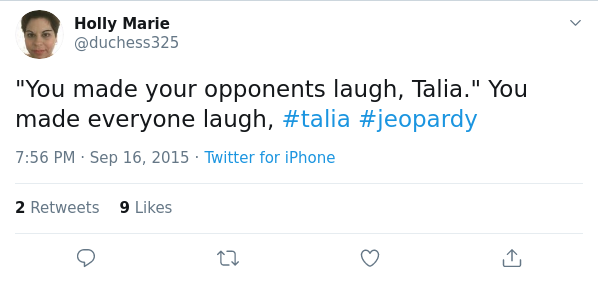 Holly Marie
@duchess325
"You made your opponents laugh, Talia." You
made everyone laugh, #talia #jeopardy
7:56 PM · Sep 16, 2015 · Twitter for iPhone
2 Retweets 9 Likes